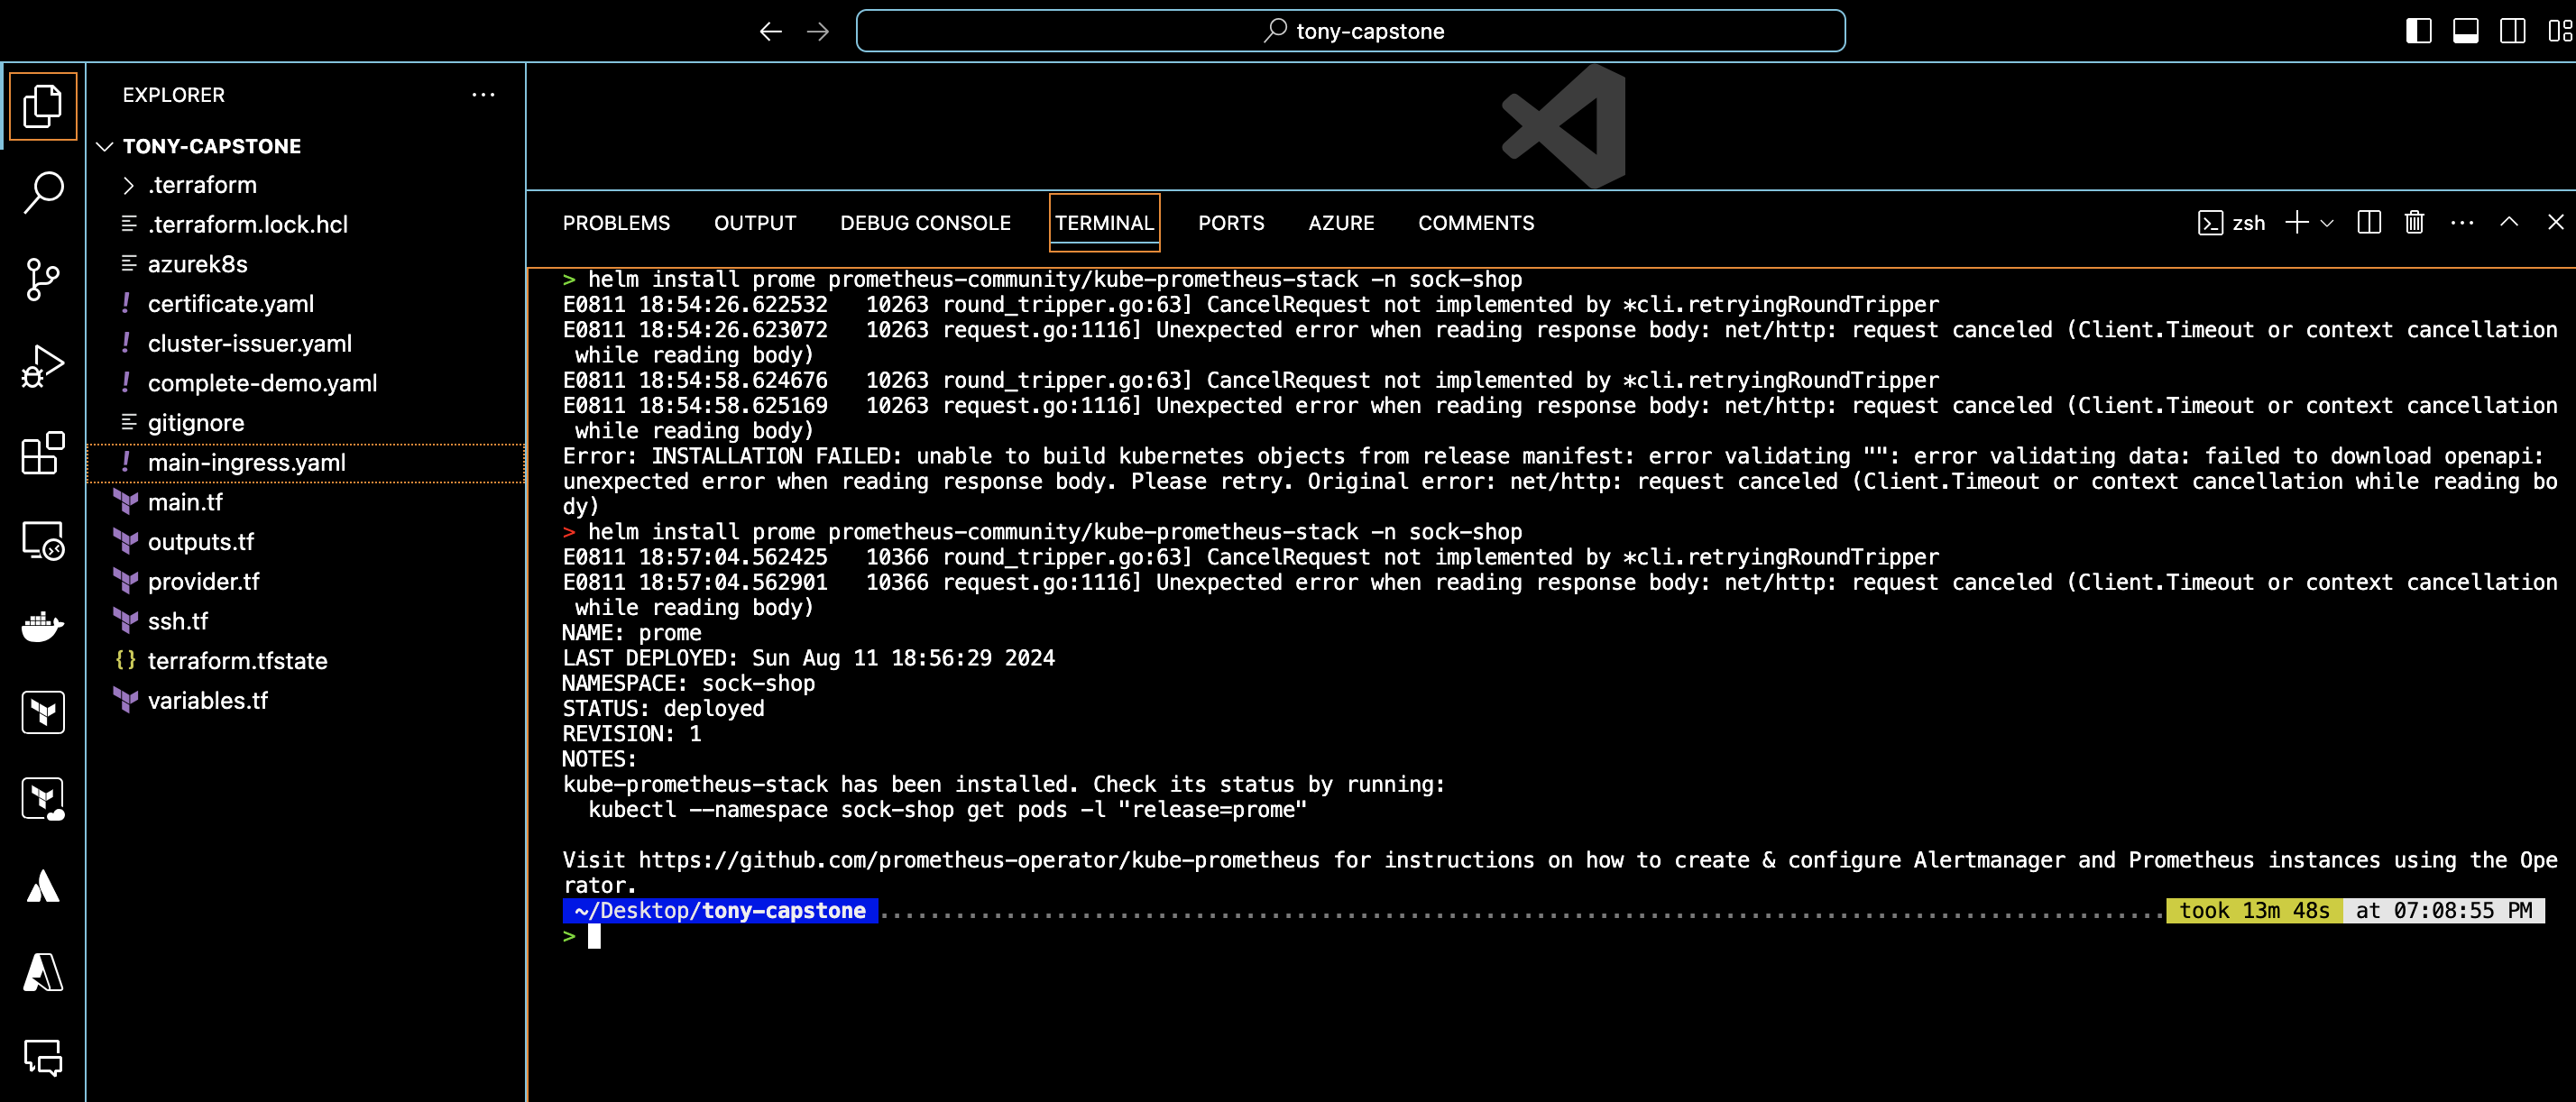 tony-capstone
EXPLORER
TONY-CAPSTONE
.terraform
.terraform.lock.hcl
azurek8s
! certificate.yaml
! cluster-issuer.yaml
! complete-demo.yaml
gitignore
! main-ingress.yaml
main.tf
outputs.tf
provider.tf
ssh.tf
{} terraform.tfstate
variables.tf
PROBLEMS OUTPUT DEBUG CONSOLE TERMINAL PORTS AZURE COMMENTS
zsh
> helm install prome prometheus-community/kube-prometheus-stack -n sock-shop
E0811 18:54:26.622532   10263 round_tripper.go:63] CancelRequest not implemented by *cli.retryingRoundTripper
E0811 18:54:26.623072   10263 request.go:1116] Unexpected error when reading response body: net/http: request canceled (Client.Timeout or context cancellation
 while reading body)
E0811 18:54:58.624676   10263 round_tripper.go:63] CancelRequest not implemented by *cli.retryingRoundTripper
E0811 18:54:58.625169   10263 request.go:1116] Unexpected error when reading response body: net/http: request canceled (Client.Timeout or context cancellation
 while reading body)
Error: INSTALLATION FAILED: unable to build kubernetes objects from release manifest: error validating "": error validating data: failed to download openapi:
unexpected error when reading response body. Please retry. Original error: net/http: request canceled (Client.Timeout or context cancellation while reading bo
dy)
> helm install prome prometheus-community/kube-prometheus-stack -n sock-shop
E0811 18:57:04.562425   10366 round_tripper.go:63] CancelRequest not implemented by *cli.retryingRoundTripper
E0811 18:57:04.562901   10366 request.go:1116] Unexpected error when reading response body: net/http: request canceled (Client.Timeout or context cancellation
 while reading body)
NAME: prome
LAST DEPLOYED: Sun Aug 11 18:56:29 2024
NAMESPACE: sock-shop
STATUS: deployed
REVISION: 1
NOTES:
kube-prometheus-stack has been installed. Check its status by running:
  kubectl --namespace sock-shop get pods -l "release=prome"
Visit https://github.com/prometheus-operator/kube-prometheus for instructions on how to create & configure Alertmanager and Prometheus instances using the Ope
rator.
~/Desktop/tony-capstone took 13m 48s at 07:08:55 PM
>